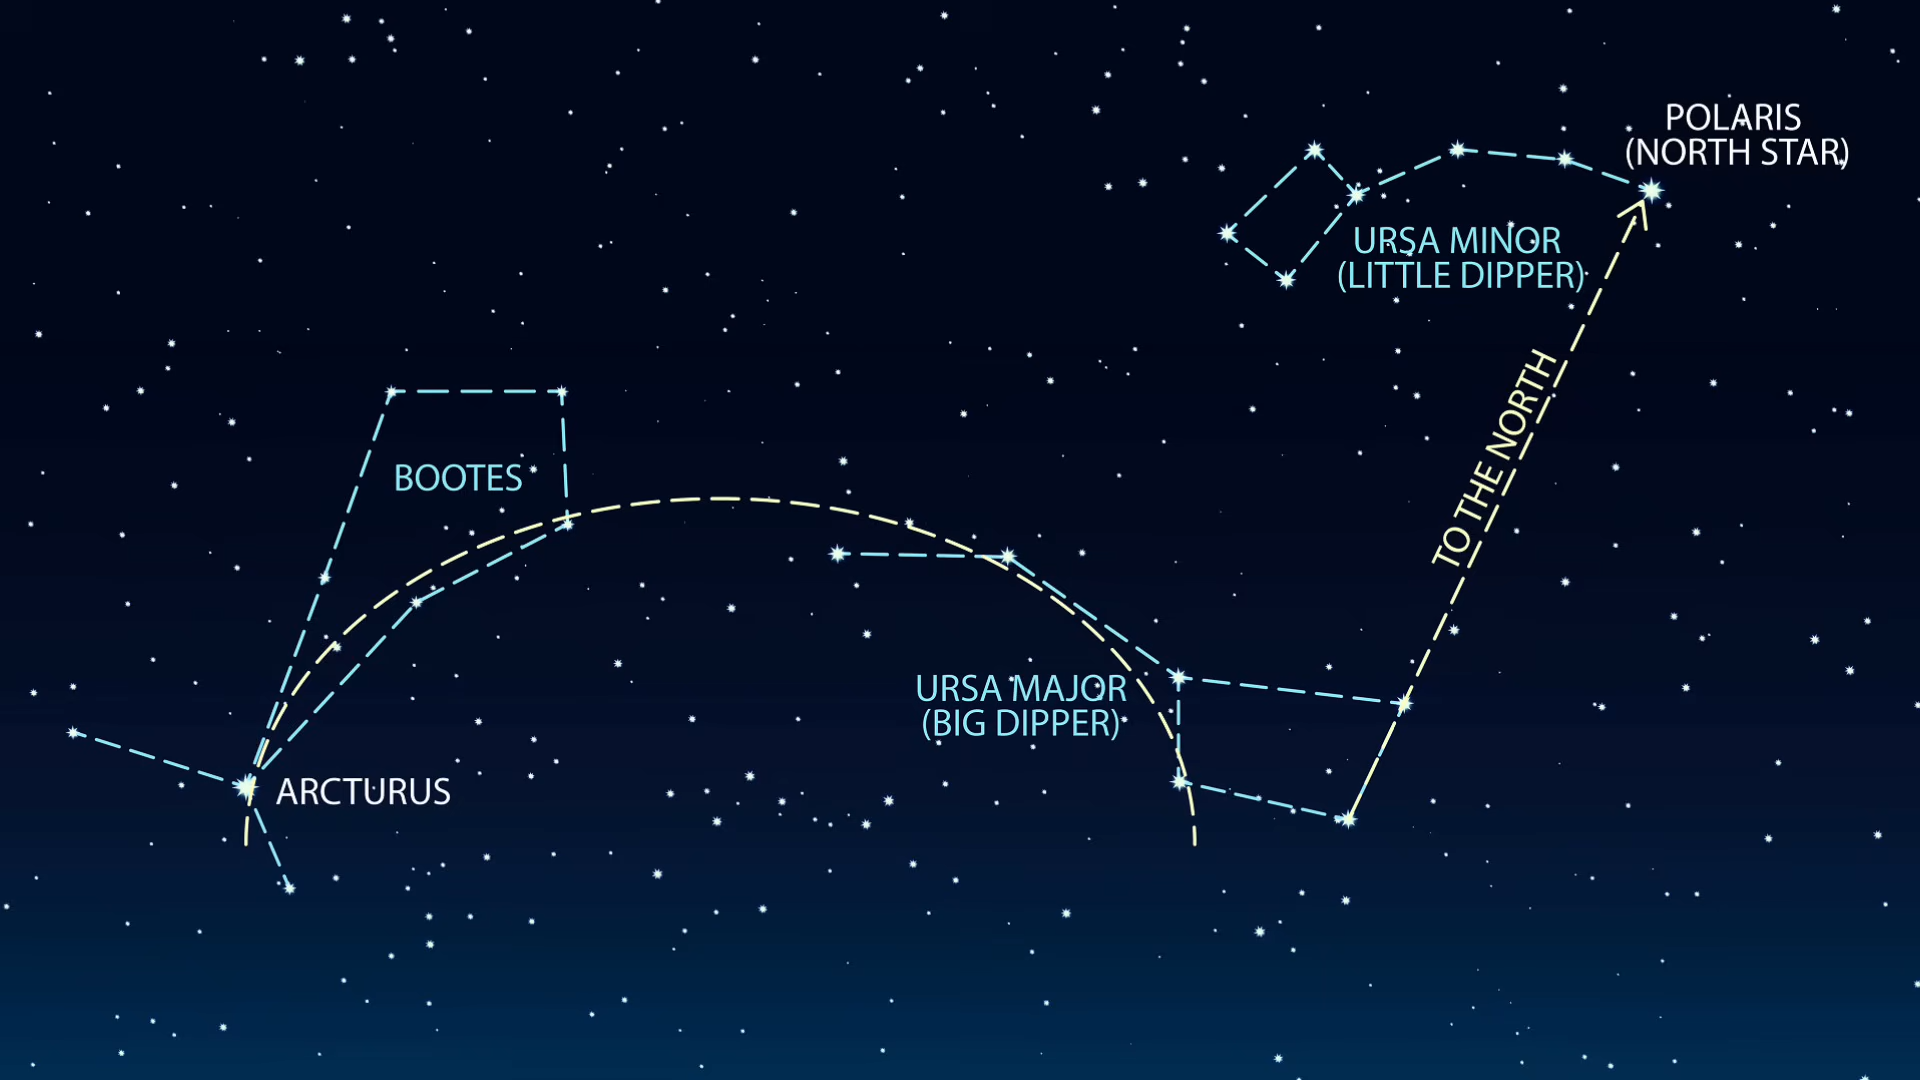 POLARIS
(NORTH STAR)
URSA MINOR
(LITTLE DIPPER)
TO THE NORTH
BOOTES
URSA MAJOR
(BIG DIPPER)
ARCTURUS